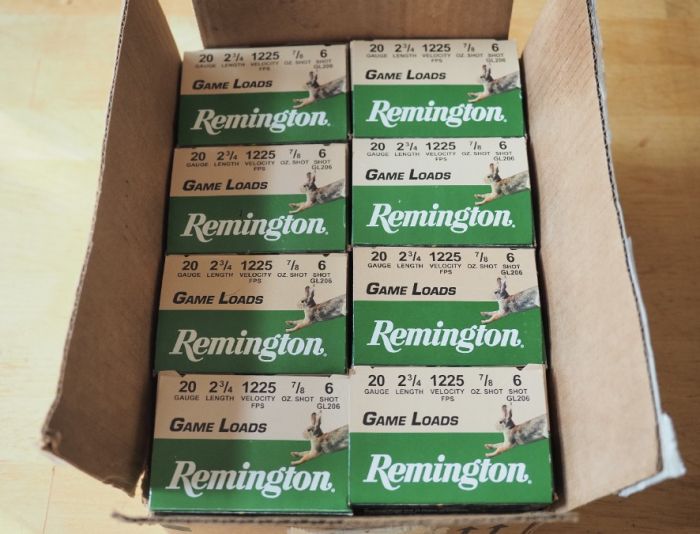 20 2¾ 1225 ⅞ 6
GAUGE LENGTH VELOCITY FPS OZ. SHOT SHOT GL206
GAME LOADS
Remington.
20 2¾ 1225 ⅞ 6
GAUGE LENGTH VELOCITY FPS OZ. SHOT SHOT GL206
GAME LOADS
Remington.
20 2¾ 1225 ⅞ 6
GAUGE LENGTH VELOCITY FPS OZ. SHOT SHOT GL206
GAME LOADS
Remington.
20 2¾ 1225 ⅞ 6
GAUGE LENGTH VELOCITY FPS OZ. SHOT SHOT GL206
GAME LOADS
Remington.
20 2¾ 1225 ⅞ 6
GAUGE LENGTH VELOCITY FPS OZ. SHOT SHOT GL206
GAME LOADS
Remington.
20 2¾ 1225 ⅞ 6
GAUGE LENGTH VELOCITY FPS OZ. SHOT SHOT GL206
GAME LOADS
Remington.
20 2¾ 1225 ⅞ 6
GAUGE LENGTH VELOCITY FPS OZ. SHOT SHOT GL206
GAME LOADS
Remington.
20 2¾ 1225 ⅞ 6
GAUGE LENGTH VELOCITY FPS OZ. SHOT SHOT GL206
GAME LOADS
Remington.